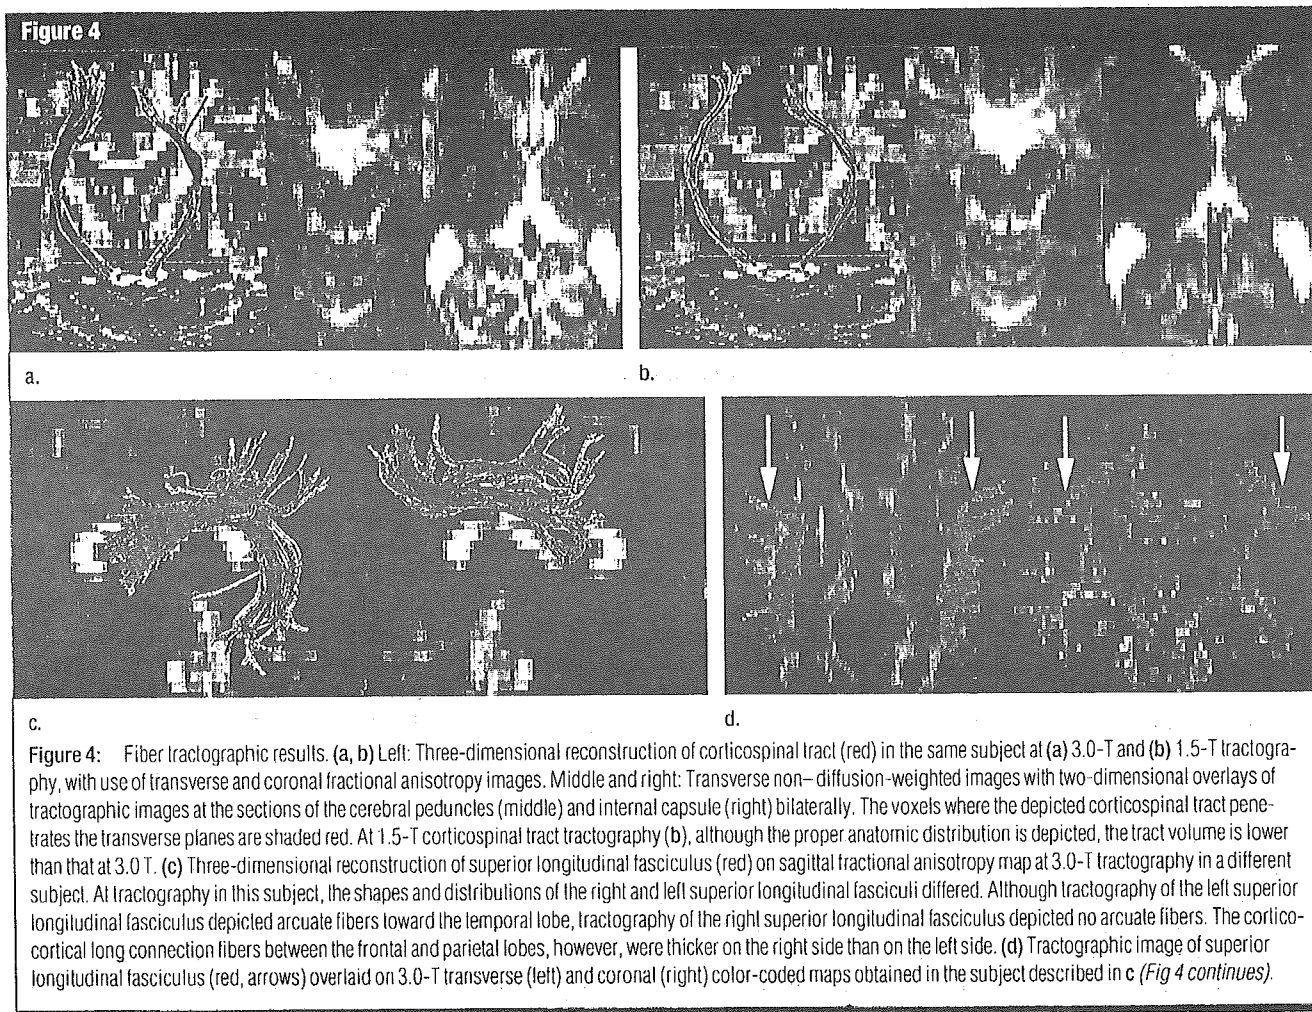 Figure 4
a.
b.
c.
d.
Figure 4: Fiber tractographic results. (a, b) Left: Three-dimensional reconstruction of corticospinal tract (red) in the same subject at (a) 3.0-T and (b) 1.5-T tractogra-
phy, with use of transverse and coronal fractional anisotropy images. Middle and right: Transverse non–diffusion-weighted images with two-dimensional overlays of
tractographic images at the sections of the cerebral peduncles (middle) and internal capsule (right) bilaterally. The voxels where the depicted corticospinal tract pene-
trates the transverse planes are shaded red. At 1.5-T corticospinal tract tractography (b), although the proper anatomic distribution is depicted, the tract volume is lower
than that at 3.0 T. (c) Three-dimensional reconstruction of superior longitudinal fasciculus (red) on sagittal fractional anisotropy map at 3.0-T tractography in a different
subject. At tractography in this subject, the shapes and distributions of the right and left superior longitudinal fasciculi differed. Although tractography of the left superior
longitudinal fasciculus depicted arcuate fibers toward the temporal lobe, tractography of the right superior longitudinal fasciculus depicted no arcuate fibers. The cortico-
cortical long connection fibers between the frontal and parietal lobes, however, were thicker on the right side than on the left side. (d) Tractographic image of superior
longitudinal fasciculus (red, arrows) overlaid on 3.0-T transverse (left) and coronal (right) color-coded maps obtained in the subject described in c (Fig 4 continues).